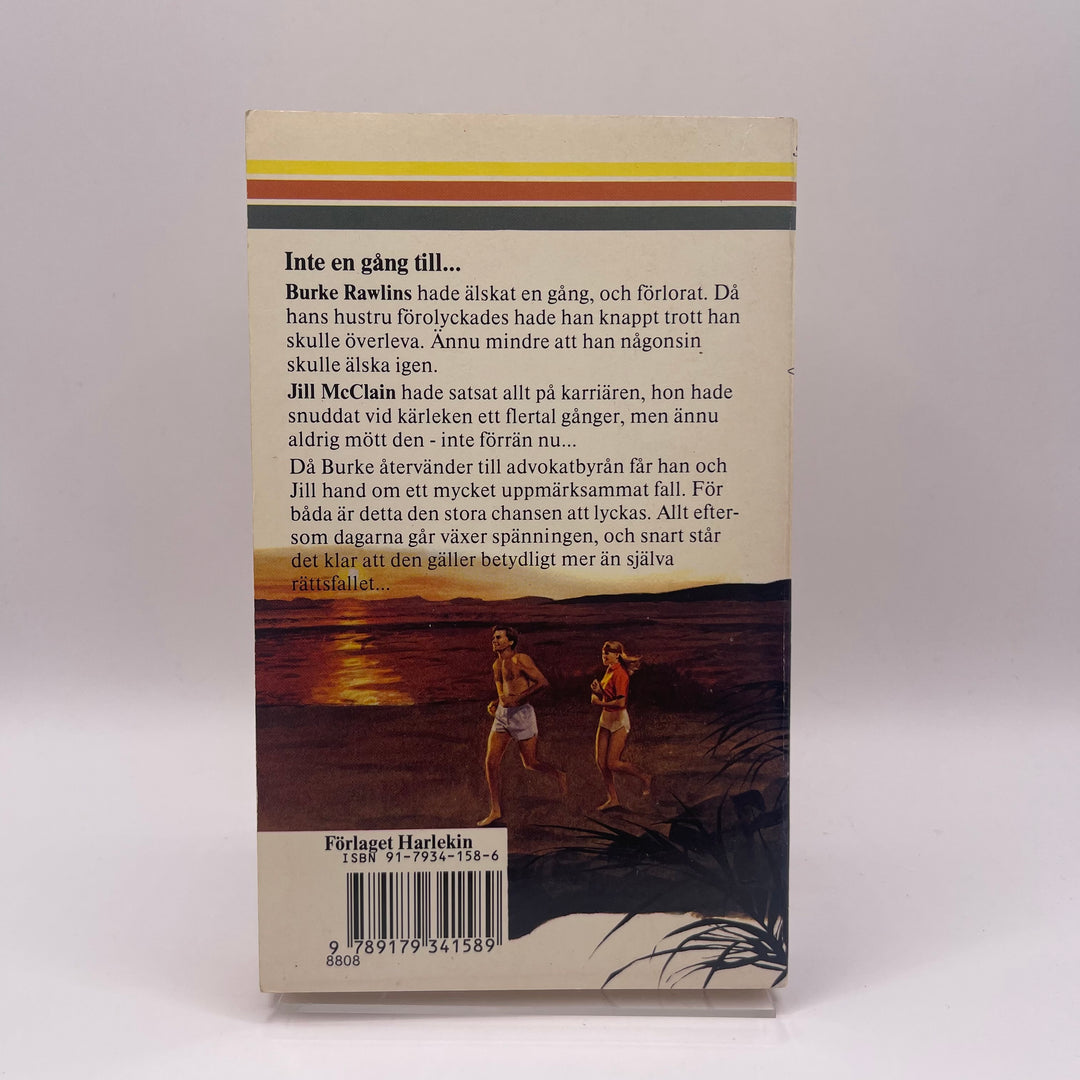 Inte en gång till...
Burke Rawlins hade älskat en gång, och förlorat. Då
hans hustru förolyckades hade han knappt trott han
skulle överleva. Ännu mindre att han någonsin
skulle älska igen.
Jill McClain hade satsat allt på karriären, hon hade
snuddat vid kärleken ett flertal gånger, men ännu
aldrig mött den - inte förrän nu...
Då Burke återvänder till advokatbyrån får han och
Jill hand om ett mycket uppmärksammat fall. För
båda är detta den stora chansen att lyckas. Allt efter-
som dagarna går växer spänningen, och snart står
det klar att den gäller betydligt mer än själva
rättsfallet...
Förlaget Harlekin
ISBN 91-7934-158-6
9 789179 341589
8808